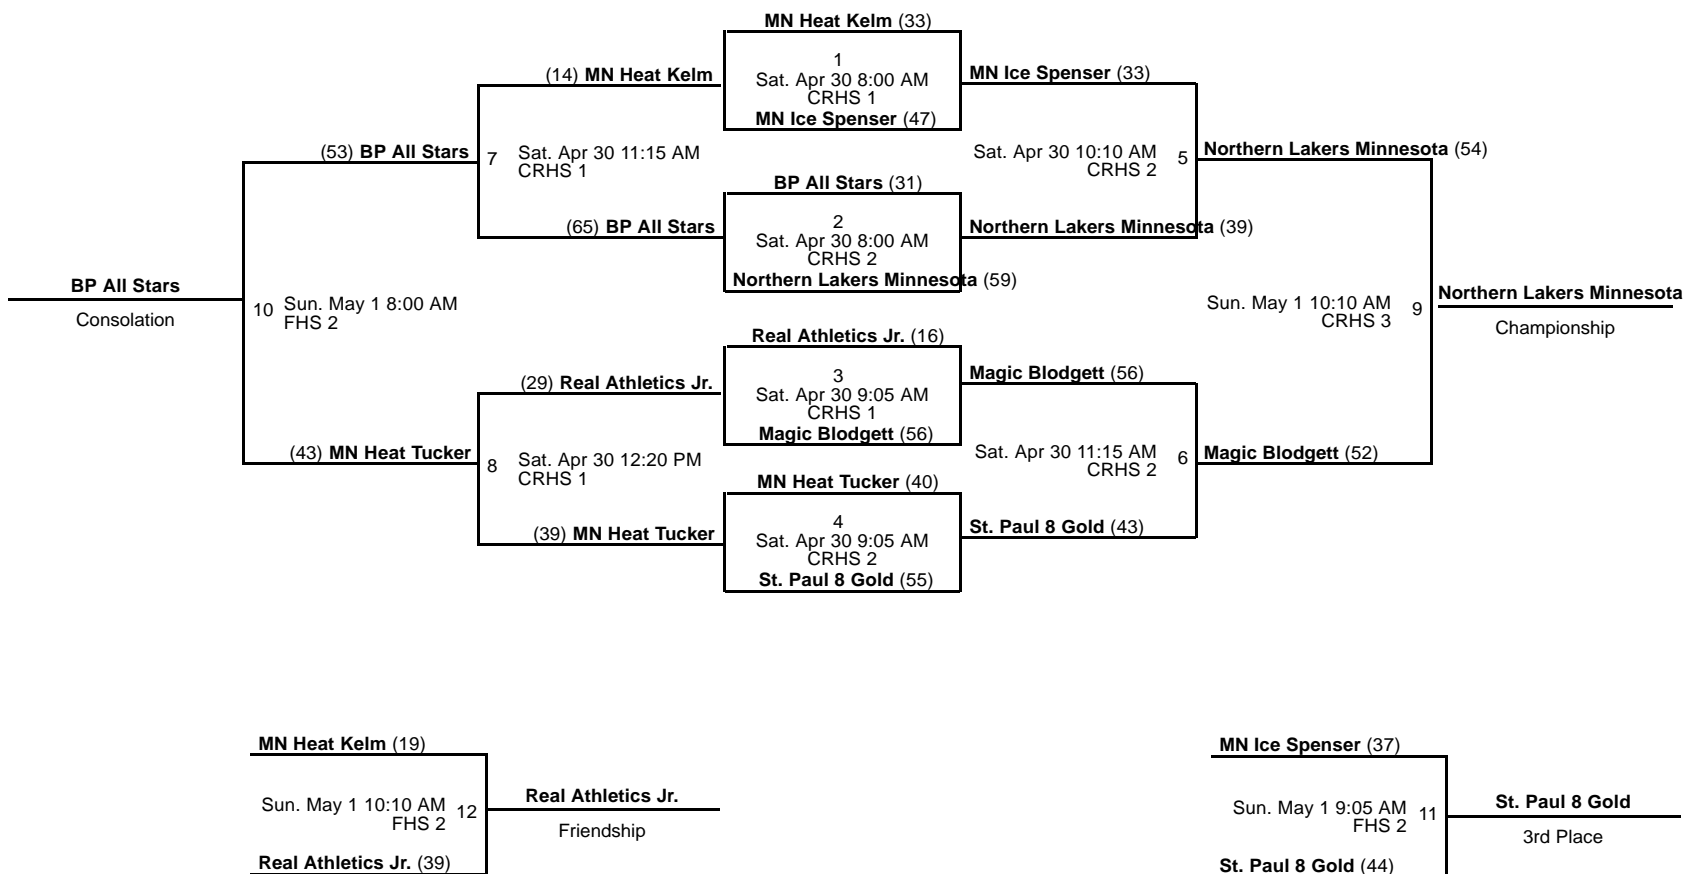 MN Heat Kelm (33)
1
Sat. Apr 30 8:00 AM
CRHS 1
MN Ice Spenser (47)
(14) MN Heat Kelm
MN Ice Spenser (33)
(53) BP All Stars
7 Sat. Apr 30 11:15 AM
CRHS 1
Sat. Apr 30 10:10 AM 5
CRHS 2
Northern Lakers Minnesota (54)
BP All Stars (31)
2
Sat. Apr 30 8:00 AM
CRHS 2
Northern Lakers Minnesota (59)
(65) BP All Stars
Northern Lakers Minnesota (39)
BP All Stars
Consolation
10 Sun. May 1 8:00 AM
FHS 2
Sun. May 1 10:10 AM 9
CRHS 3
Northern Lakers Minnesota
Championship
Real Athletics Jr. (16)
3
Sat. Apr 30 9:05 AM
CRHS 1
Magic Blodgett (56)
(29) Real Athletics Jr.
Magic Blodgett (56)
(43) MN Heat Tucker
8 Sat. Apr 30 12:20 PM
CRHS 1
Sat. Apr 30 11:15 AM 6
CRHS 2
Magic Blodgett (52)
MN Heat Tucker (40)
4
Sat. Apr 30 9:05 AM
CRHS 2
St. Paul 8 Gold (55)
(39) MN Heat Tucker
St. Paul 8 Gold (43)
MN Heat Kelm (19)
Sun. May 1 10:10 AM 12
FHS 2
Real Athletics Jr. (39)
Real Athletics Jr.
Friendship
MN Ice Spenser (37)
Sun. May 1 9:05 AM 11
FHS 2
St. Paul 8 Gold (44)
St. Paul 8 Gold
3rd Place